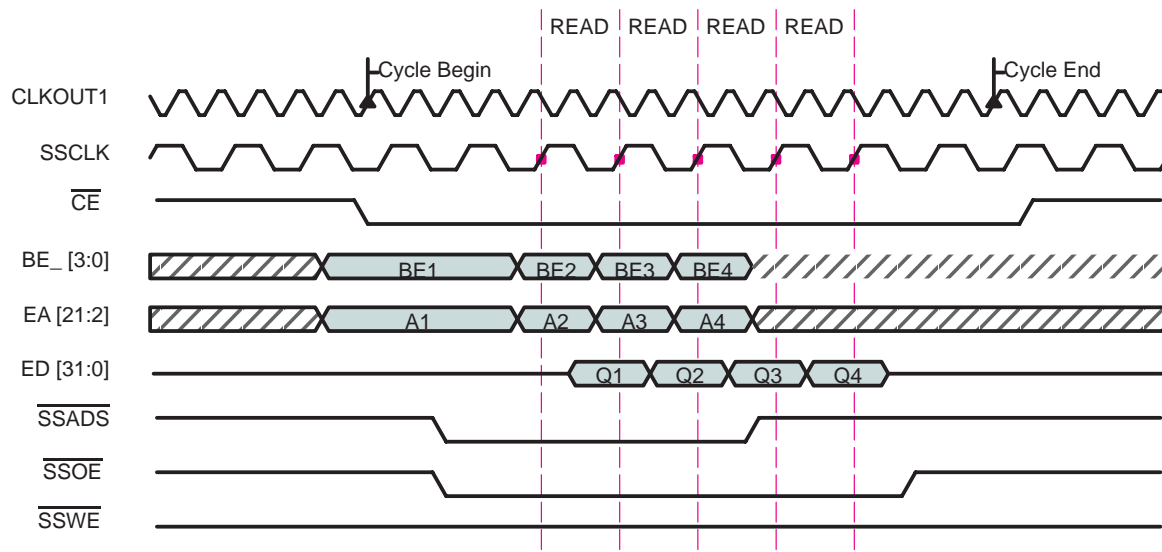 READ READ READ READ
Cycle Begin Cycle End
CLKOUT1
SSCLK
CE
BE_ [3:0] BE1 BE2 BE3 BE4
EA [21:2] A1 A2 A3 A4
ED [31:0] Q1 Q2 Q3 Q4
SSADS
SSOE
SSWE